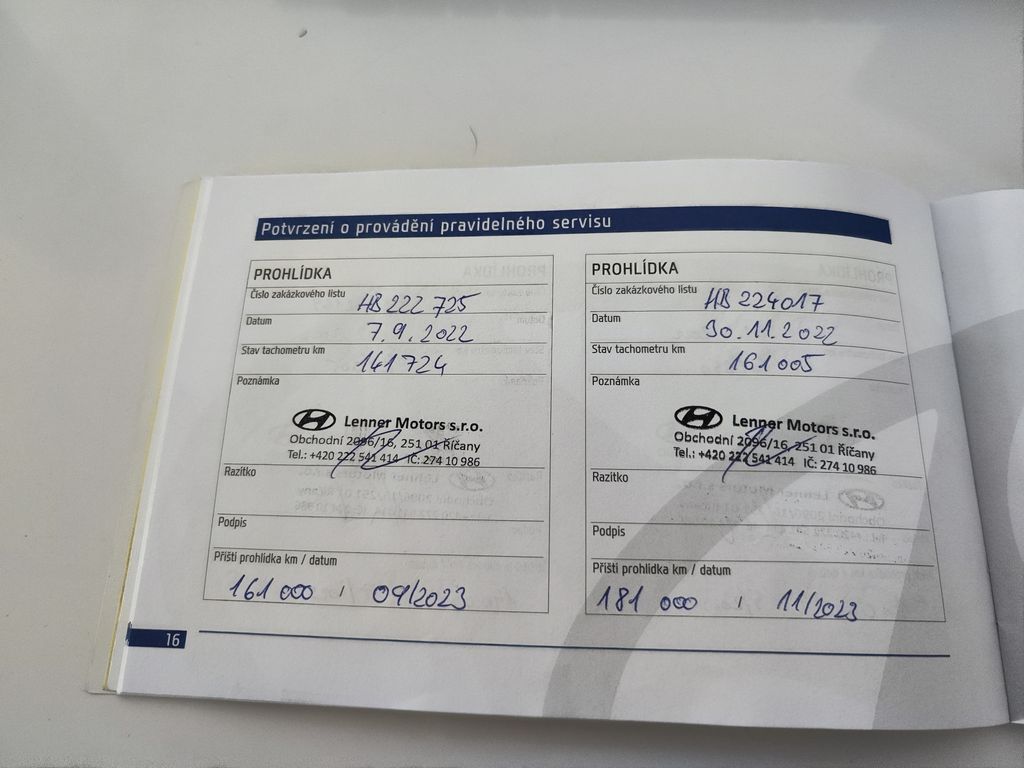 Potvrzení o provádění pravidelného servisu
PROHLÍDKA
Číslo zakázkového listu
HB 222 725
Datum
7.9.2022
Stav tachometru km
141 724
Poznámka
Lenner Motors s.r.o.
Obchodní 2096/16, 251 01 Říčany
Tel.: +420 222 541 414 IČ: 274 10 986
Razítko
Podpis
Příští prohlídka km / datum
161 000 / 09/2023
PROHLÍDKA
Číslo zakázkového listu
HB 224017
Datum
30.11.2022
Stav tachometru km
161 005
Poznámka
Lenner Motors s.r.o.
Obchodní 2096/16, 251 01 Říčany
Tel.: +420 222 541 414 IČ: 274 10 986
Razítko
Podpis
Příští prohlídka km / datum
181 000 / 11/2023
16